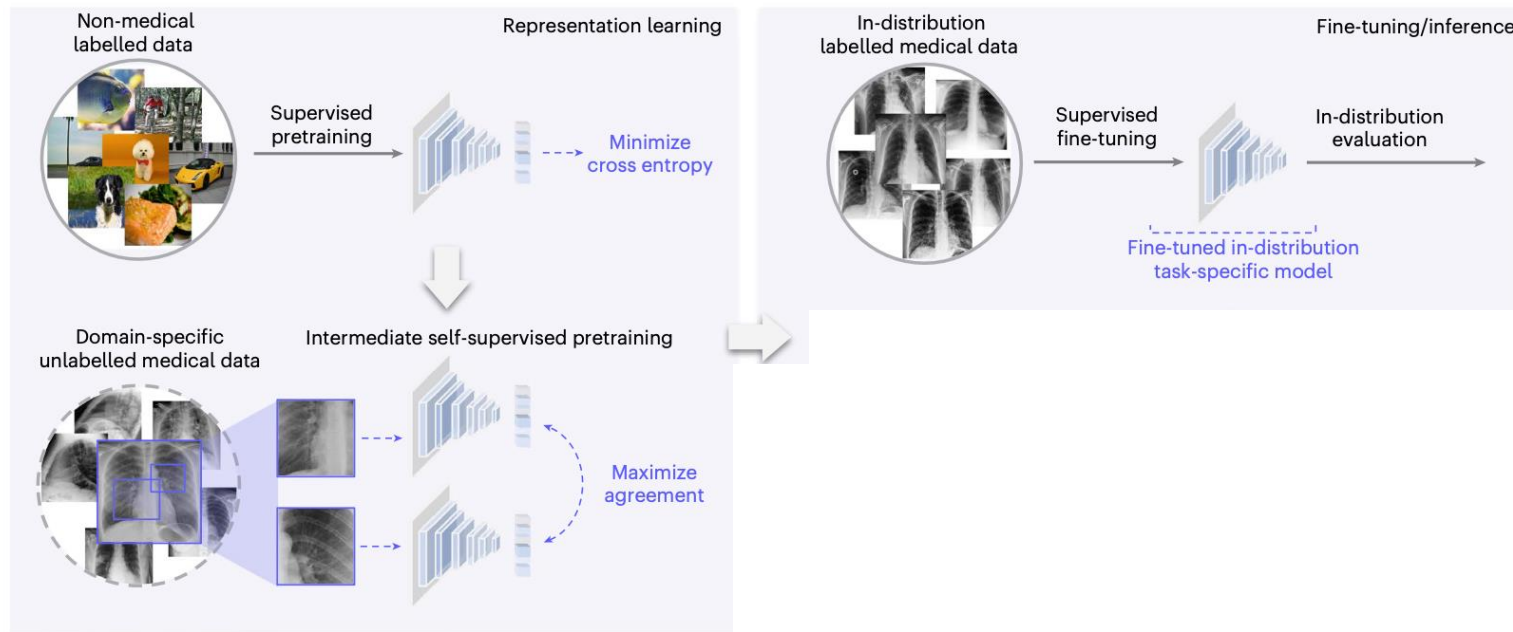 Non-medical
labelled data
Representation learning
Supervised
pretraining
Minimize
cross entropy
Domain-specific
unlabelled medical data
Intermediate self-supervised pretraining
Maximize
agreement
In-distribution
labelled medical data
Fine-tuning/inference
Supervised
fine-tuning
In-distribution
evaluation
Fine-tuned in-distribution
task-specific model